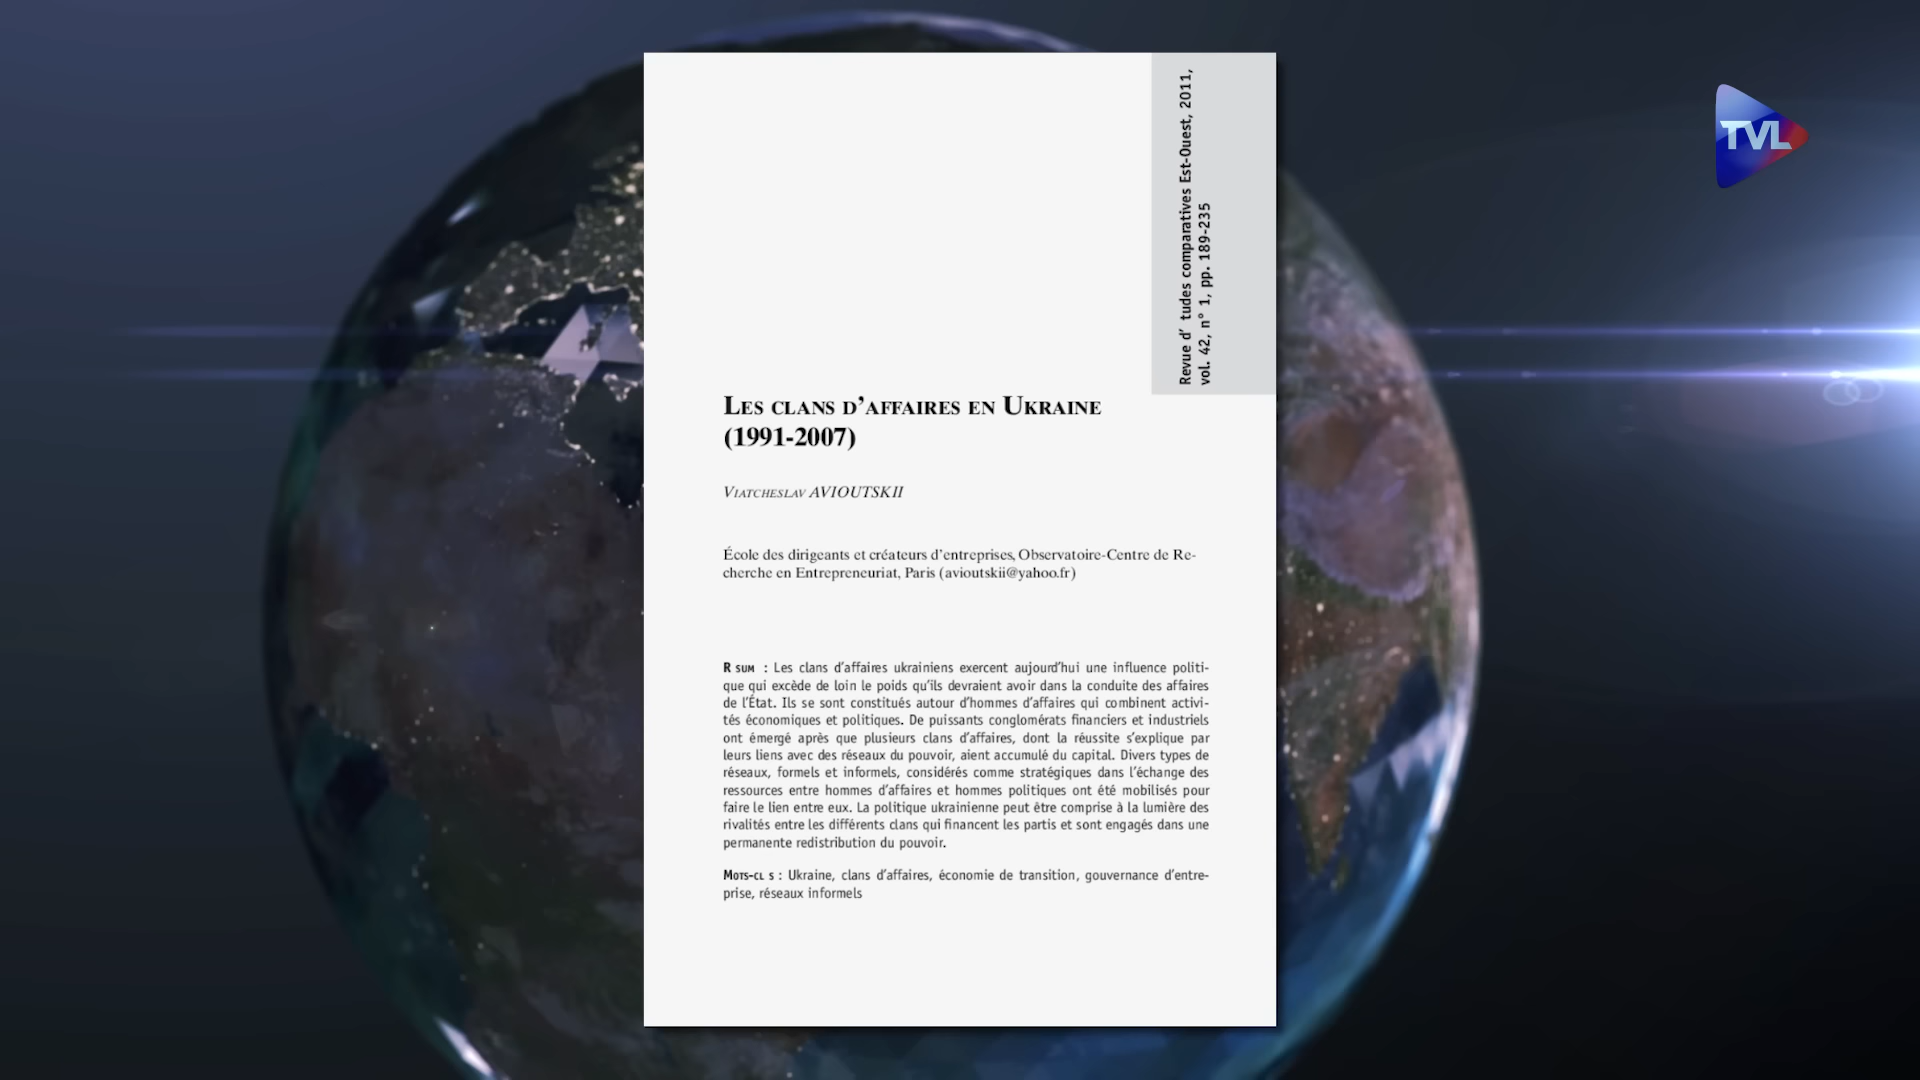 Revue d' tudes comparatives Est-Ouest, 2011,
vol. 42, n° 1, pp. 189-235
TVL
LES CLANS D'AFFAIRES EN UKRAINE
(1991-2007)
VIATCHESLAV AVIOUTSKII
École des dirigeants et créateurs d'entreprises, Observatoire-Centre de Re-
cherche en Entrepreneuriat, Paris (avioutskii@yahoo.fr)
R SUM : Les clans d'affaires ukrainiens exercent aujourd'hui une influence politi-
que qui excède de loin le poids qu'ils devraient avoir dans la conduite des affaires
de l'État. Ils se sont constitués autour d'hommes d'affaires qui combinent activi-
tés économiques et politiques. De puissants conglomérats financiers et industriels
ont émergé après que plusieurs clans d'affaires, dont la réussite s'explique par
leurs liens avec des réseaux du pouvoir, aient accumulé du capital. Divers types de
réseaux, formels et informels, considérés comme stratégiques dans l'échange des
ressources entre hommes d'affaires et hommes politiques ont été mobilisés pour
faire le lien entre eux. La politique ukrainienne peut être comprise à la lumière des
rivalités entre les différents clans qui financent les partis et sont engagés dans une
permanente redistribution du pouvoir.
MOTS-CL S : Ukraine, clans d'affaires, économie de transition, gouvernance d'entre-
prise, réseaux informels